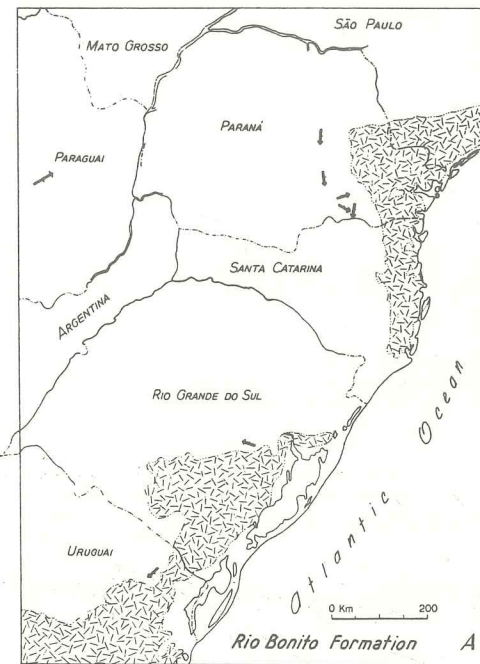 SÃO PAULO
MATO GROSSO
PARANÁ
PARAGUAI
SANTA CATARINA
ARGENTINA
RIO GRANDE DO SUL
Atlantic Ocean
URUGUAI
0 Km 200
Rio Bonito Formation A